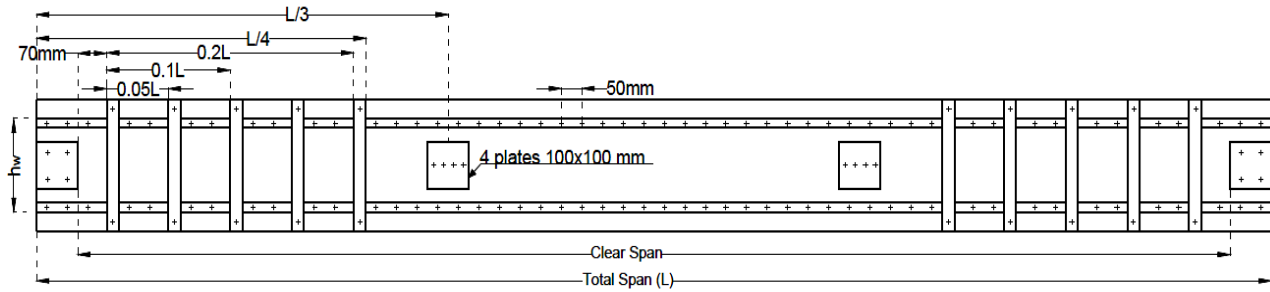 L/3
L/4
70mm
0.2L
0.1L
0.05L
50mm
hw
4 plates 100x100 mm
Clear Span
Total Span (L)